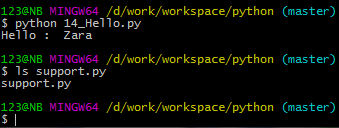 123@NB MINGW64 /d/work/workspace/python (master)
$ python 14_Hello.py
Hello :  Zara

123@NB MINGW64 /d/work/workspace/python (master)
$ ls support.py
support.py

123@NB MINGW64 /d/work/workspace/python (master)
$